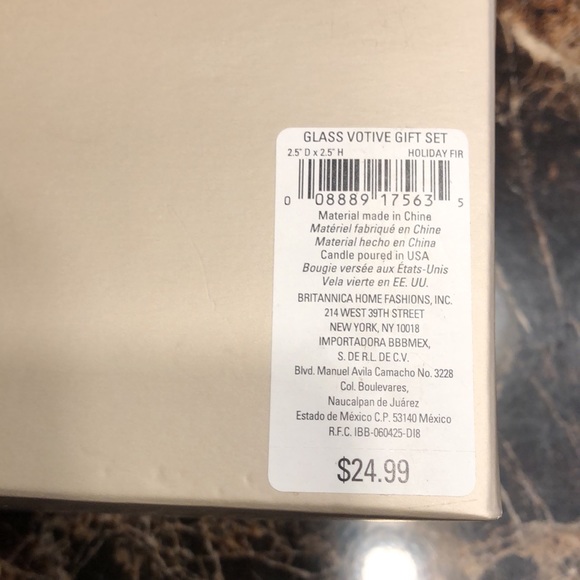 GLASS VOTIVE GIFT SET
2.5" D x 2.5" H HOLIDAY FIR
0 08889 17563 5
Material made in China
Matériel fabriqué en Chine
Material hecho en China
Candle poured in USA
Bougie versée aux États-Unis
Vela vierte en EE. UU.
BRITANNICA HOME FASHIONS, INC.
214 WEST 39TH STREET
NEW YORK, NY 10018
IMPORTADORA BBBMEX,
S. DE R.L. DE C.V.
Blvd. Manuel Avila Camacho No. 3228
Col. Boulevares,
Naucalpan de Juárez
Estado de México C.P. 53140 México
R.F.C. IBB-060425-DI8
$24.99